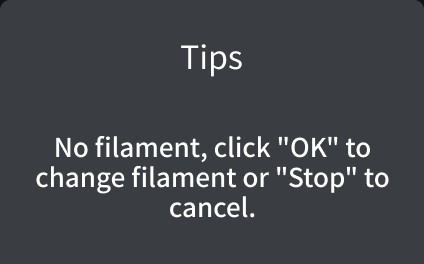 Tips
No filament, click "OK" to
change filament or "Stop" to
cancel.